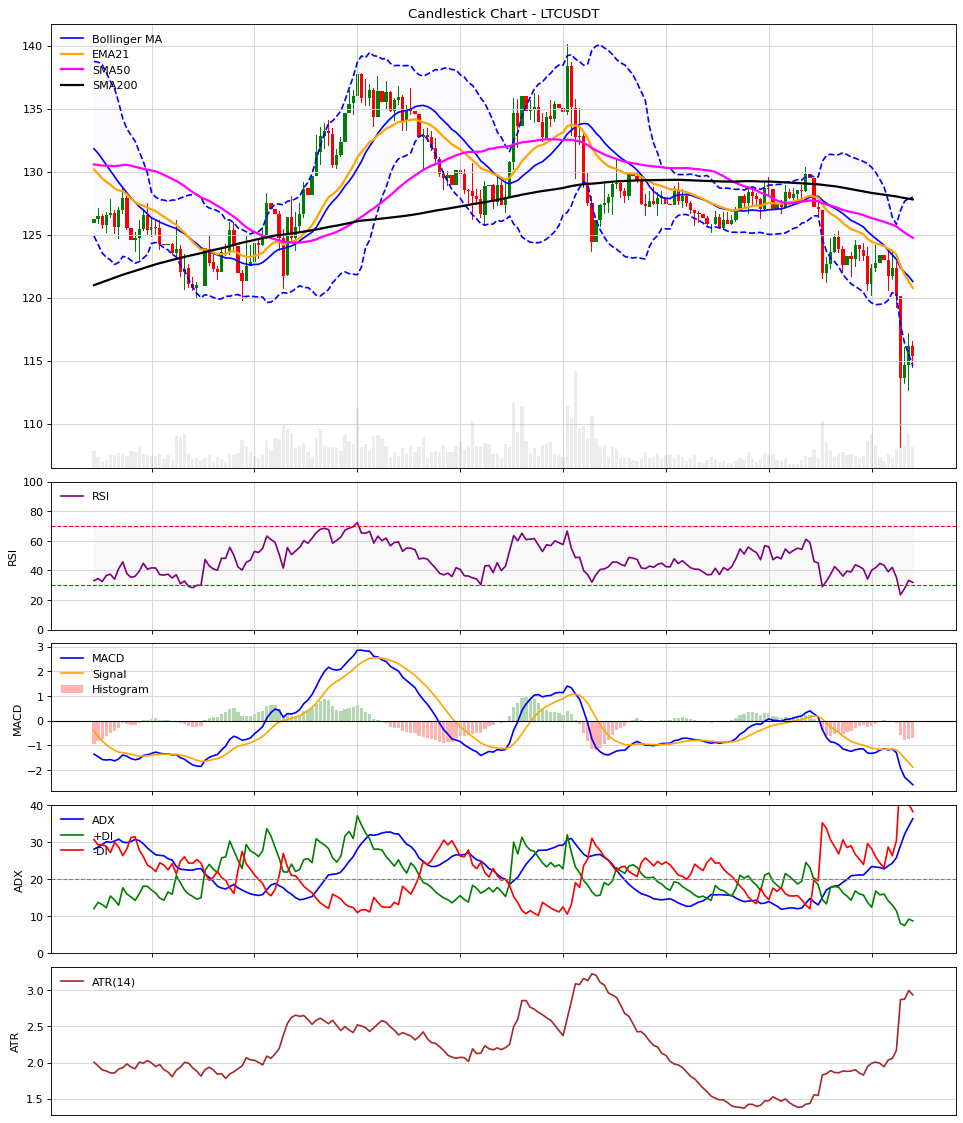 Candlestick Chart - LTCUSDT
Bollinger MA
EMA21
SMA50
SMA200
140
135
130
125
120
115
110
RSI
RSI
100
80
60
40
20
0
MACD
Signal
Histogram
MACD
3
2
1
0
−1
−2
ADX
+DI
-DI
ADX
40
30
20
10
0
ATR(14)
ATR
3.0
2.5
2.0
1.5